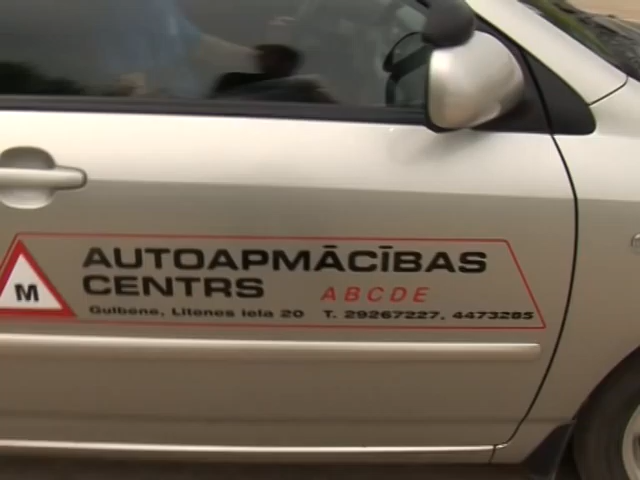 AUTOAPMĀCĪBAS
CENTRS ABCDE
M
Gulbene, Litenes iela 20 T. 29267227, 4473285